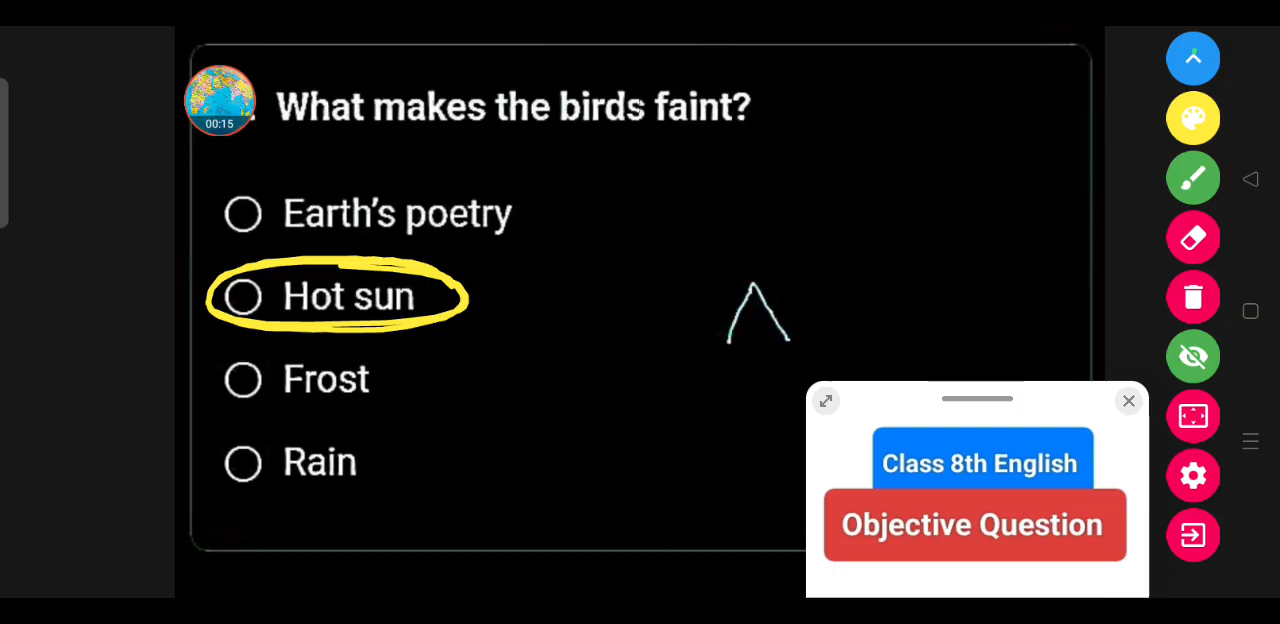 What makes the birds faint?
00:15
Earth's poetry
Hot sun
Frost
Rain
Class 8th English
Objective Question